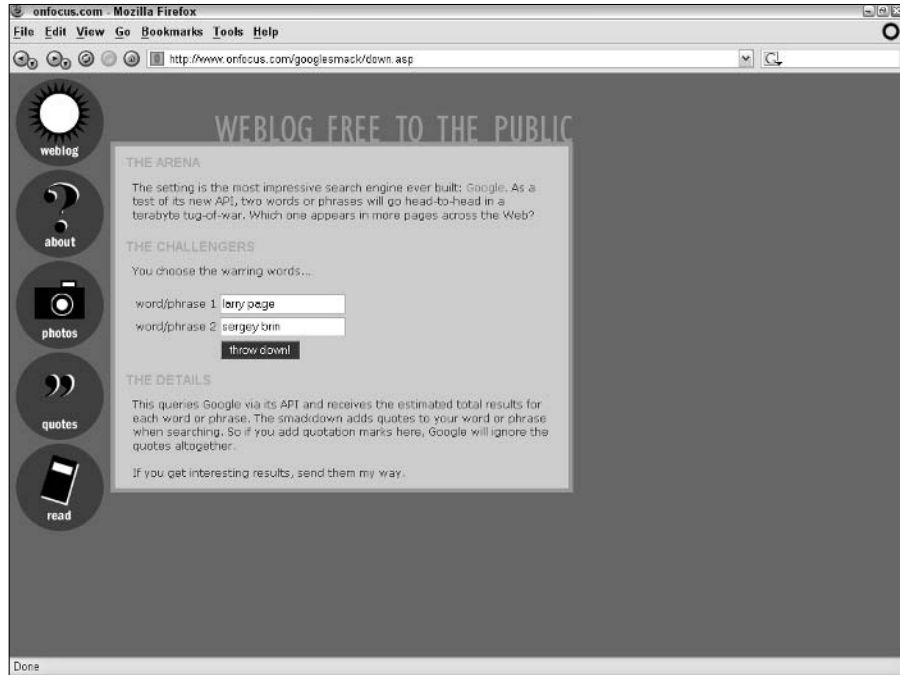 onfocus.com - Mozilla Firefox
File Edit View Go Bookmarks Tools Help
http://www.onfocus.com/googlesmack/down.asp
G
WEBLOG FREE TO THE PUBLIC
weblog
THE ARENA
The setting is the most impressive search engine ever built: Google. As a
test of its new API, two words or phrases will go head-to-head in a
terabyte tug-of-war. Which one appears in more pages across the Web?
about
THE CHALLENGERS
You choose the warring words...
word/phrase 1 larry page
word/phrase 2 sergey brin
throw down!
photos
THE DETAILS
This queries Google via its API and receives the estimated total results for
each word or phrase. The smackdown adds quotes to your word or phrase
when searching. So if you add quotation marks here, Google will ignore the
quotes altogether.
quotes
If you get interesting results, send them my way.
read
Done